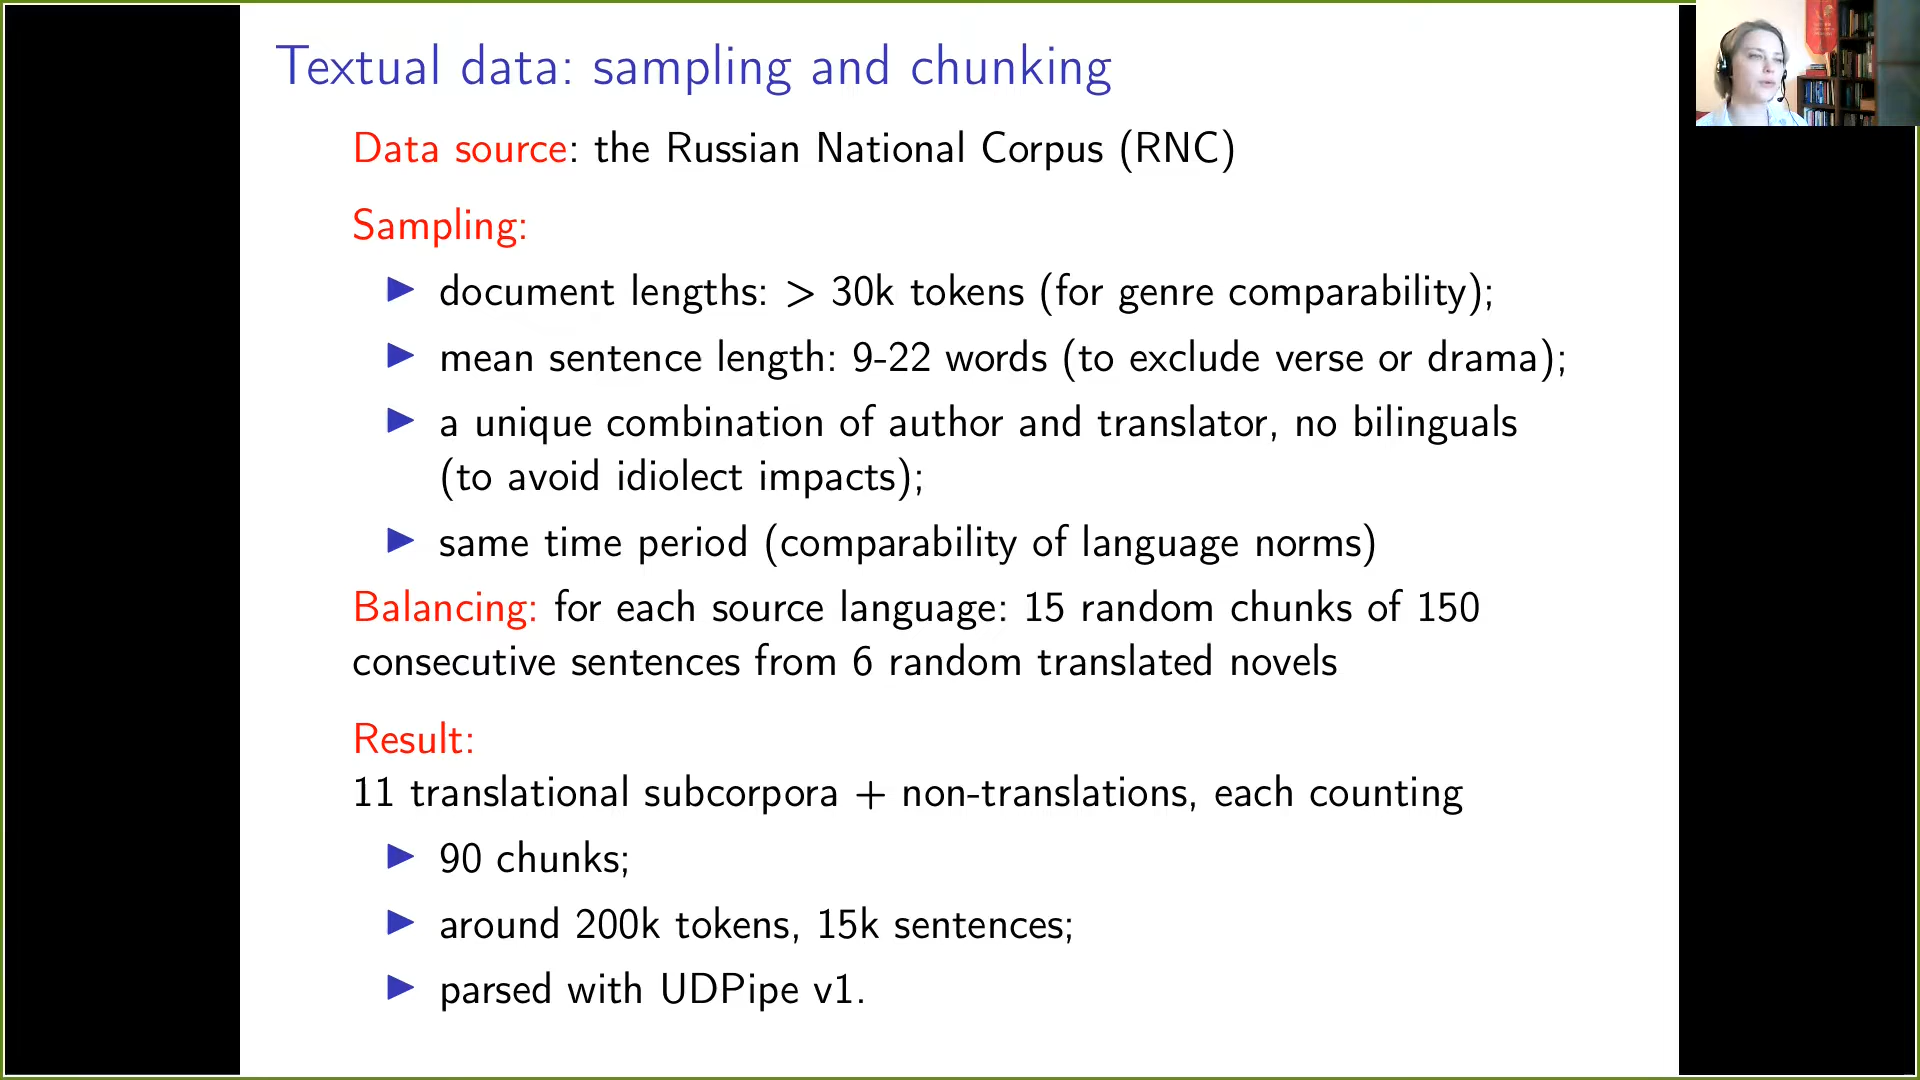 Textual data: sampling and chunking
Data source: the Russian National Corpus (RNC)
Sampling:
▶ document lengths: > 30k tokens (for genre comparability);
▶ mean sentence length: 9-22 words (to exclude verse or drama);
▶ a unique combination of author and translator, no bilinguals
(to avoid idiolect impacts);
▶ same time period (comparability of language norms)
Balancing: for each source language: 15 random chunks of 150
consecutive sentences from 6 random translated novels
Result:
11 translational subcorpora + non-translations, each counting
▶ 90 chunks;
▶ around 200k tokens, 15k sentences;
▶ parsed with UDPipe v1.